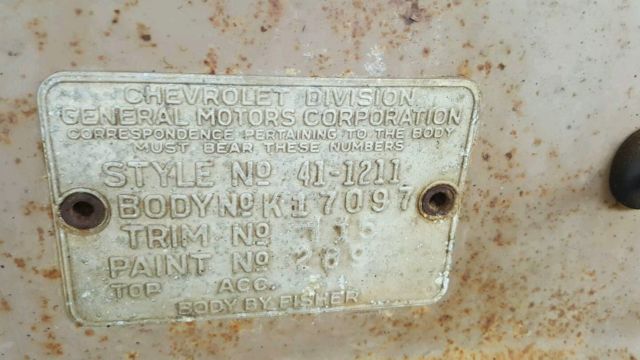 CHEVROLET DIVISION
GENERAL MOTORS CORPORATION
CORRESPONDENCE PERTAINING TO THE BODY
MUST BEAR THESE NUMBERS
STYLE NO 41-1211
BODY NO K17097
TRIM NO
PAINT NO
TOP ACC.
BODY BY FISHER